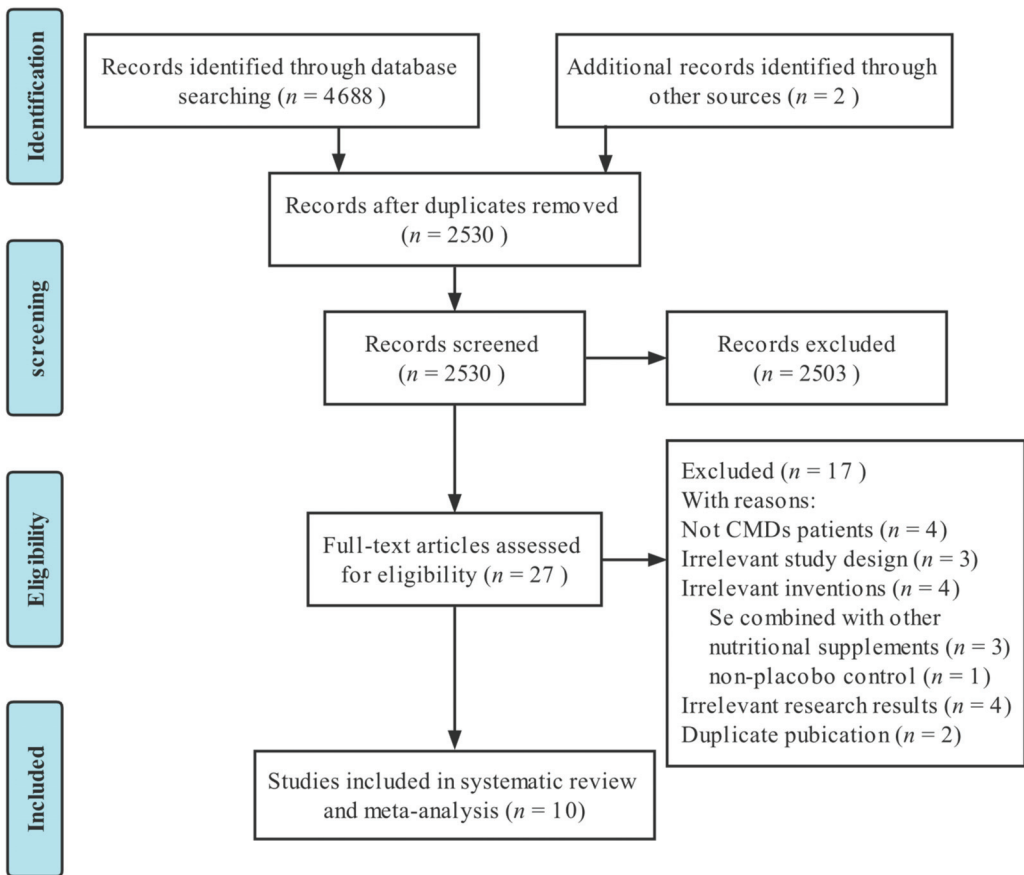 Identification
Records identified through database
searching (n = 4688 )
Additional records identified through
other sources (n = 2 )
Records after duplicates removed
(n = 2530 )
screening
Records screened
(n = 2530 )
Records excluded
(n = 2503 )
Eligibility
Full-text articles assessed
for eligibility (n = 27 )
Excluded (n = 17 )
With reasons:
Not CMDs patients (n = 4)
Irrelevant study design (n = 3)
Irrelevant inventions (n = 4)
Se combined with other
nutritional supplements (n = 3)
non-placobo control (n = 1)
Irrelevant research results (n = 4)
Duplicate pubication (n = 2)
Included
Studies included in systematic review
and meta-analysis (n = 10)